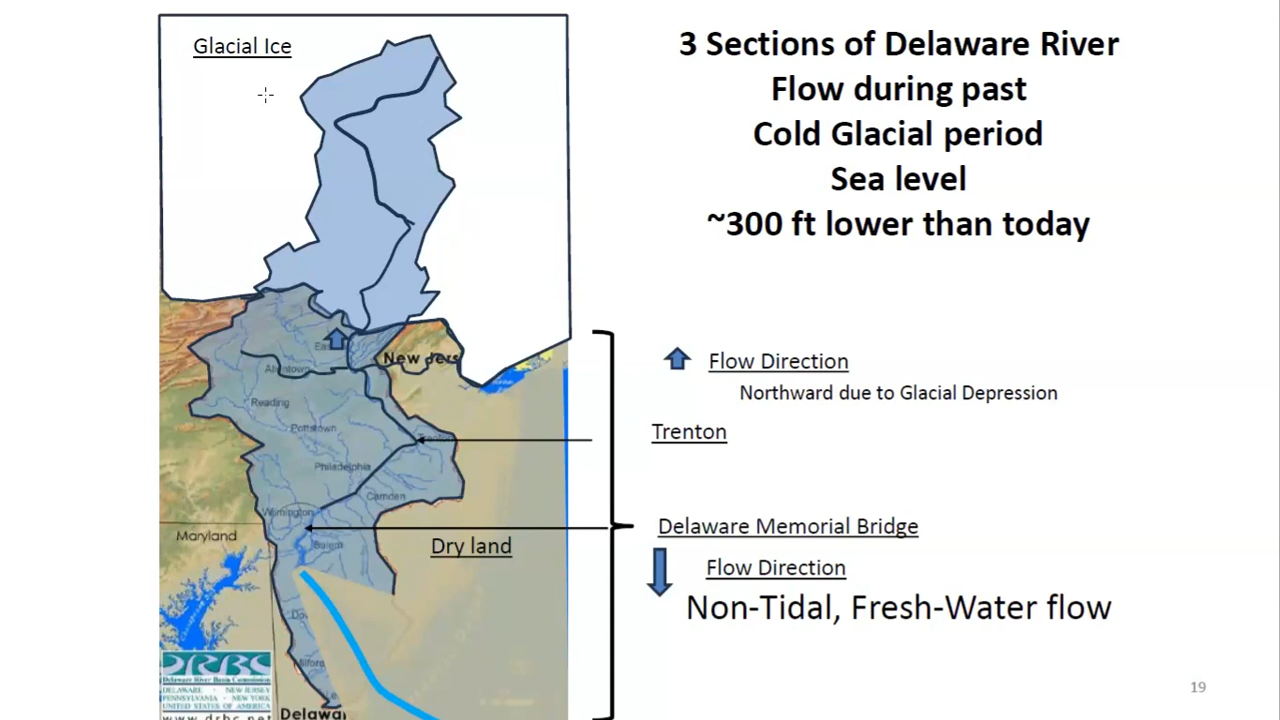 Glacial Ice
3 Sections of Delaware River
Flow during past
Cold Glacial period
Sea level
~300 ft lower than today
New Jers
Allentown
Reading
Pottstown
Philadelphia
Camden
Wilmington
Salem
Maryland
Dry land
Milford
Delawa
Flow Direction
Northward due to Glacial Depression
Trenton
Delaware Memorial Bridge
Flow Direction
Non-Tidal, Fresh-Water flow
DRBC
Delaware River Basin Commission
DELAWARE • NEW JERSEY
PENNSYLVANIA • NEW YORK
UNITED STATES OF AMERICA
www.drbc.net
19